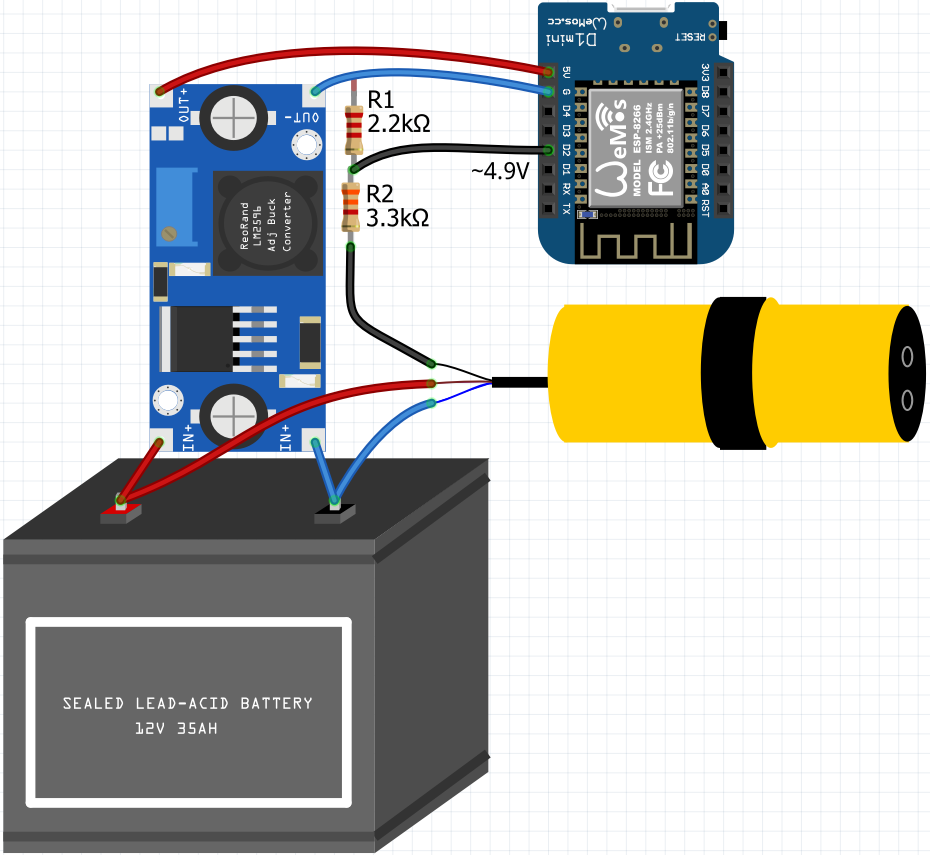 WeMos.cc
D1mini
RESET
5V
G
D4
D3
D2
D1
RX
TX
3V3
D8
D7
D6
D5
D0
A0
RST
WeMos
MODEL ESP-8266
ISM 2.4GHz
PA +25dBm
802.11b/g/n
FC
OUT+
OUT-
R1
2.2kΩ
~4.9V
R2
3.3kΩ
ReoRand
LM2596
Adj Buck
Converter
IN+
IN+
SEALED LEAD-ACID BATTERY
12V 35AH